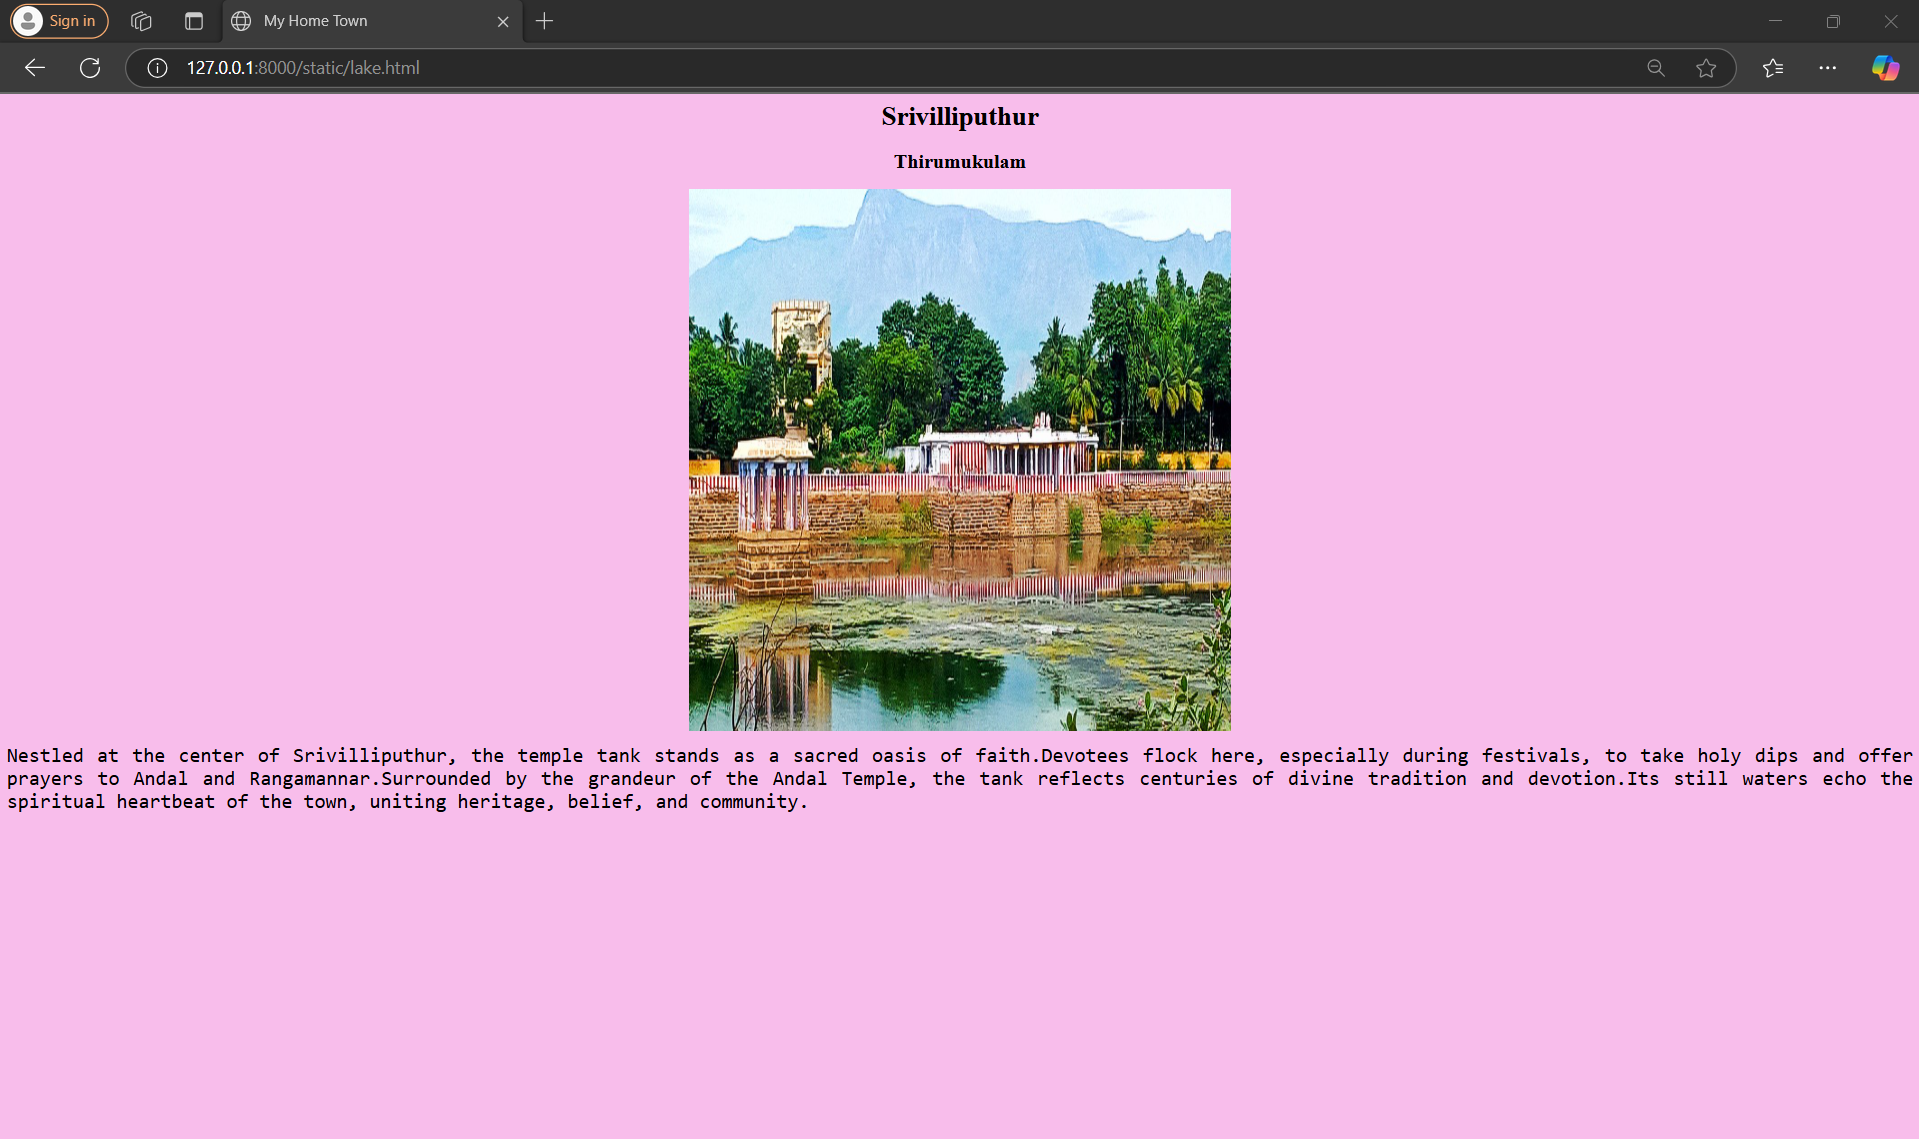 Sign in
My Home Town
127.0.0.1:8000/static/lake.html
Srivilliputhur
Thirumukulam
Nestled at the center of Srivilliputhur, the temple tank stands as a sacred oasis of faith.Devotees flock here, especially during festivals, to take holy dips and offer
prayers to Andal and Rangamannar.Surrounded by the grandeur of the Andal Temple, the tank reflects centuries of divine tradition and devotion.Its still waters echo the
spiritual heartbeat of the town, uniting heritage, belief, and community.